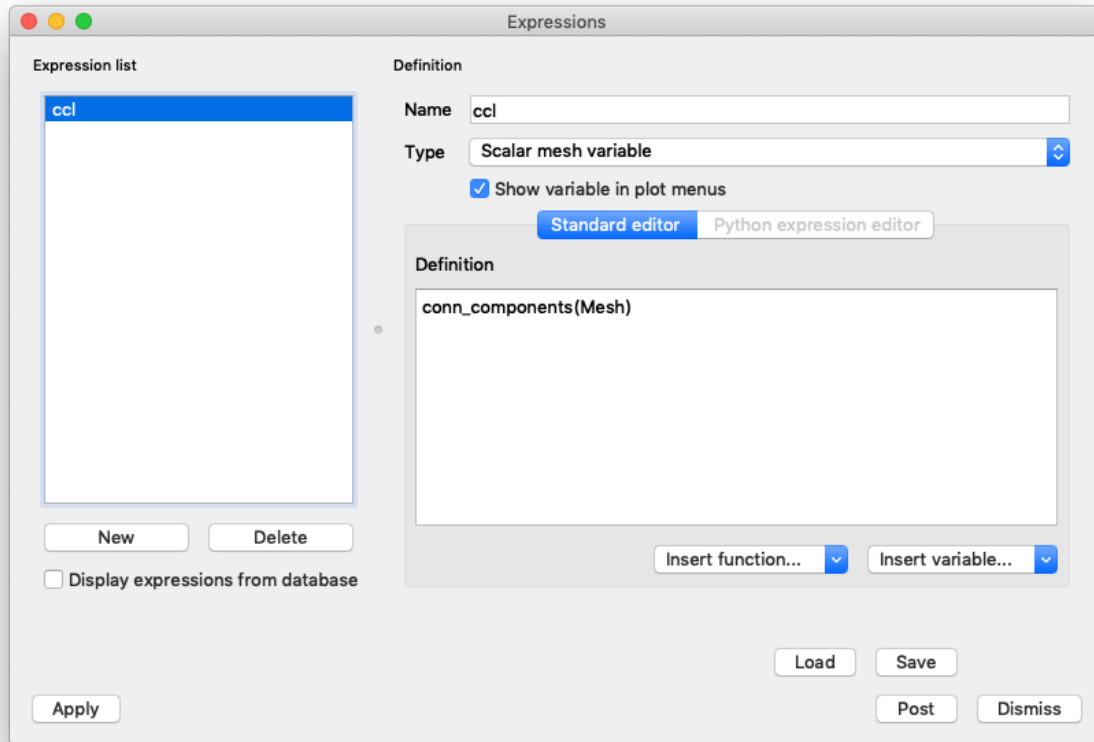 Expressions
Expression list
ccl
New
Delete
Display expressions from database
Definition
Name ccl
Type Scalar mesh variable
Show variable in plot menus
Standard editor Python expression editor
Definition
conn_components(Mesh)
Insert function... Insert variable...
Load Save
Apply Post Dismiss